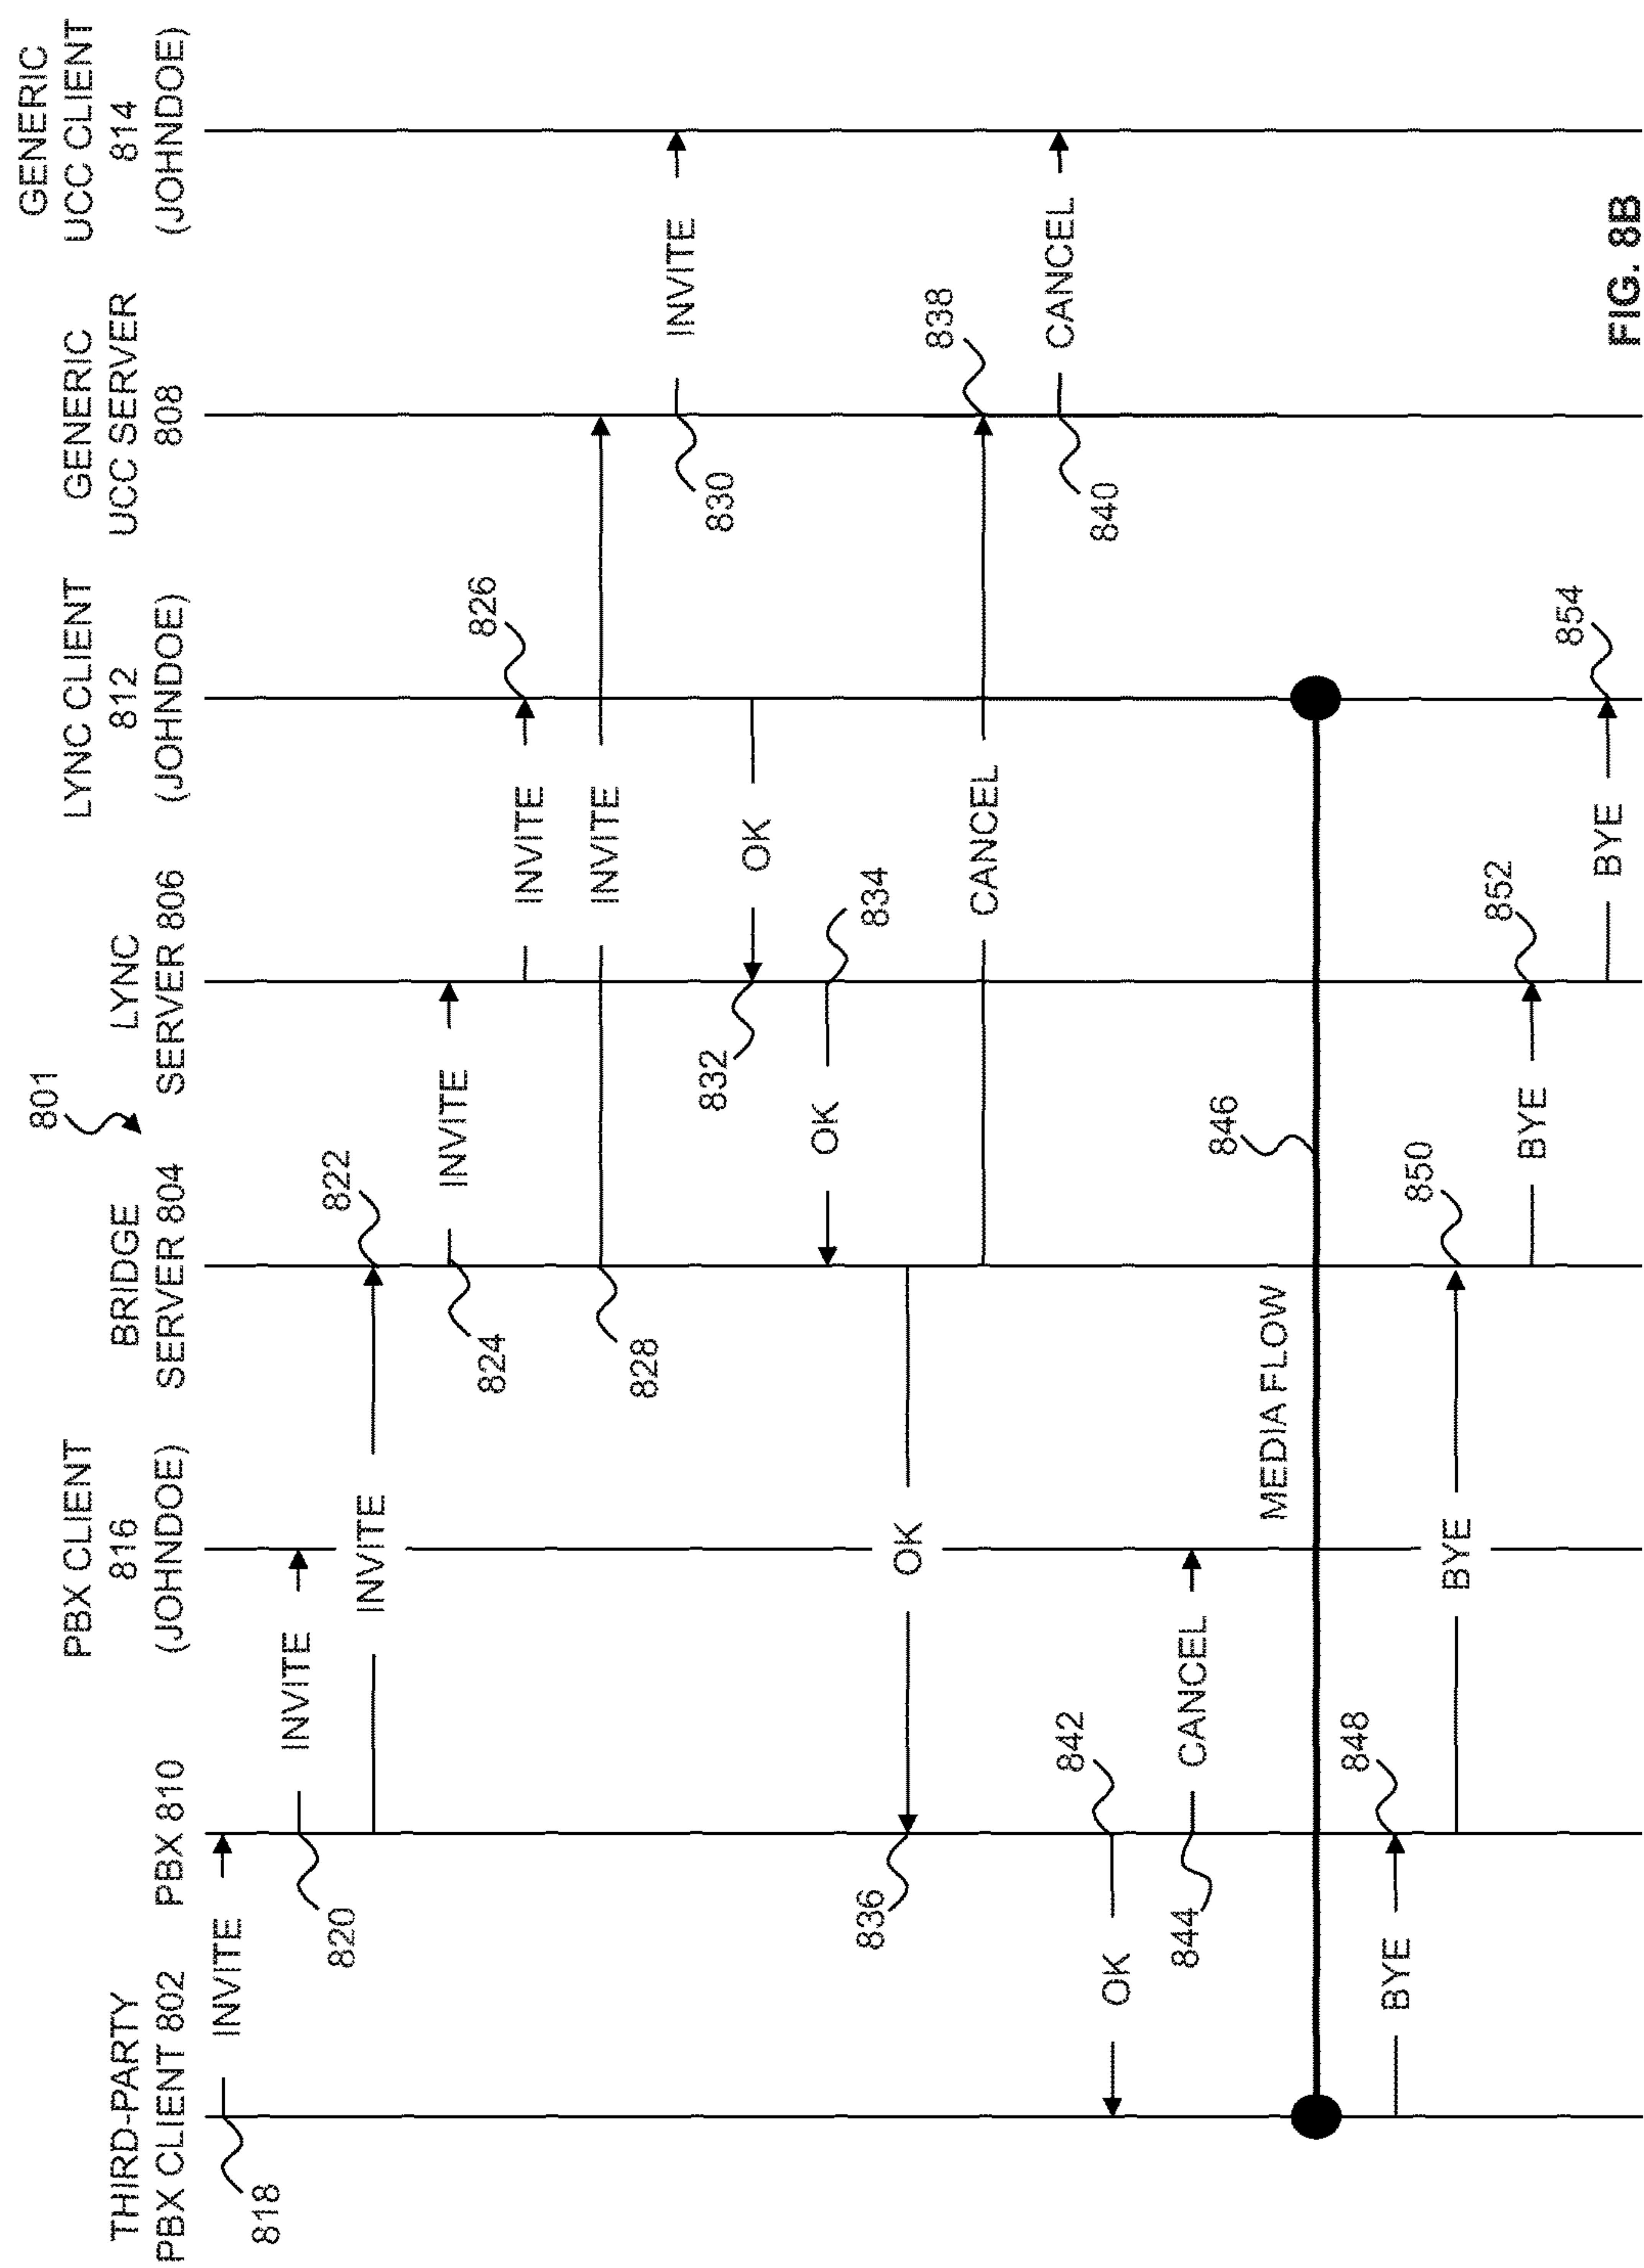 801
THIRD-PARTY
PBX CLIENT 802
PBX 810
PBX CLIENT
816
(JOHNDOE)
BRIDGE
SERVER 804
LYNC
SERVER 806
LYNC CLIENT
812
(JOHNDOE)
GENERIC
UCC SERVER
808
GENERIC
UCC CLIENT
814
(JOHNDOE)
818
INVITE
820
INVITE
INVITE
822
824
INVITE
INVITE
826
828
INVITE
830
INVITE
832
OK
OK
834
836
OK
CANCEL
838
840
CANCEL
OK
842
844
CANCEL
MEDIA FLOW
846
BYE
848
BYE
850
BYE
852
BYE
854
FIG. 8B